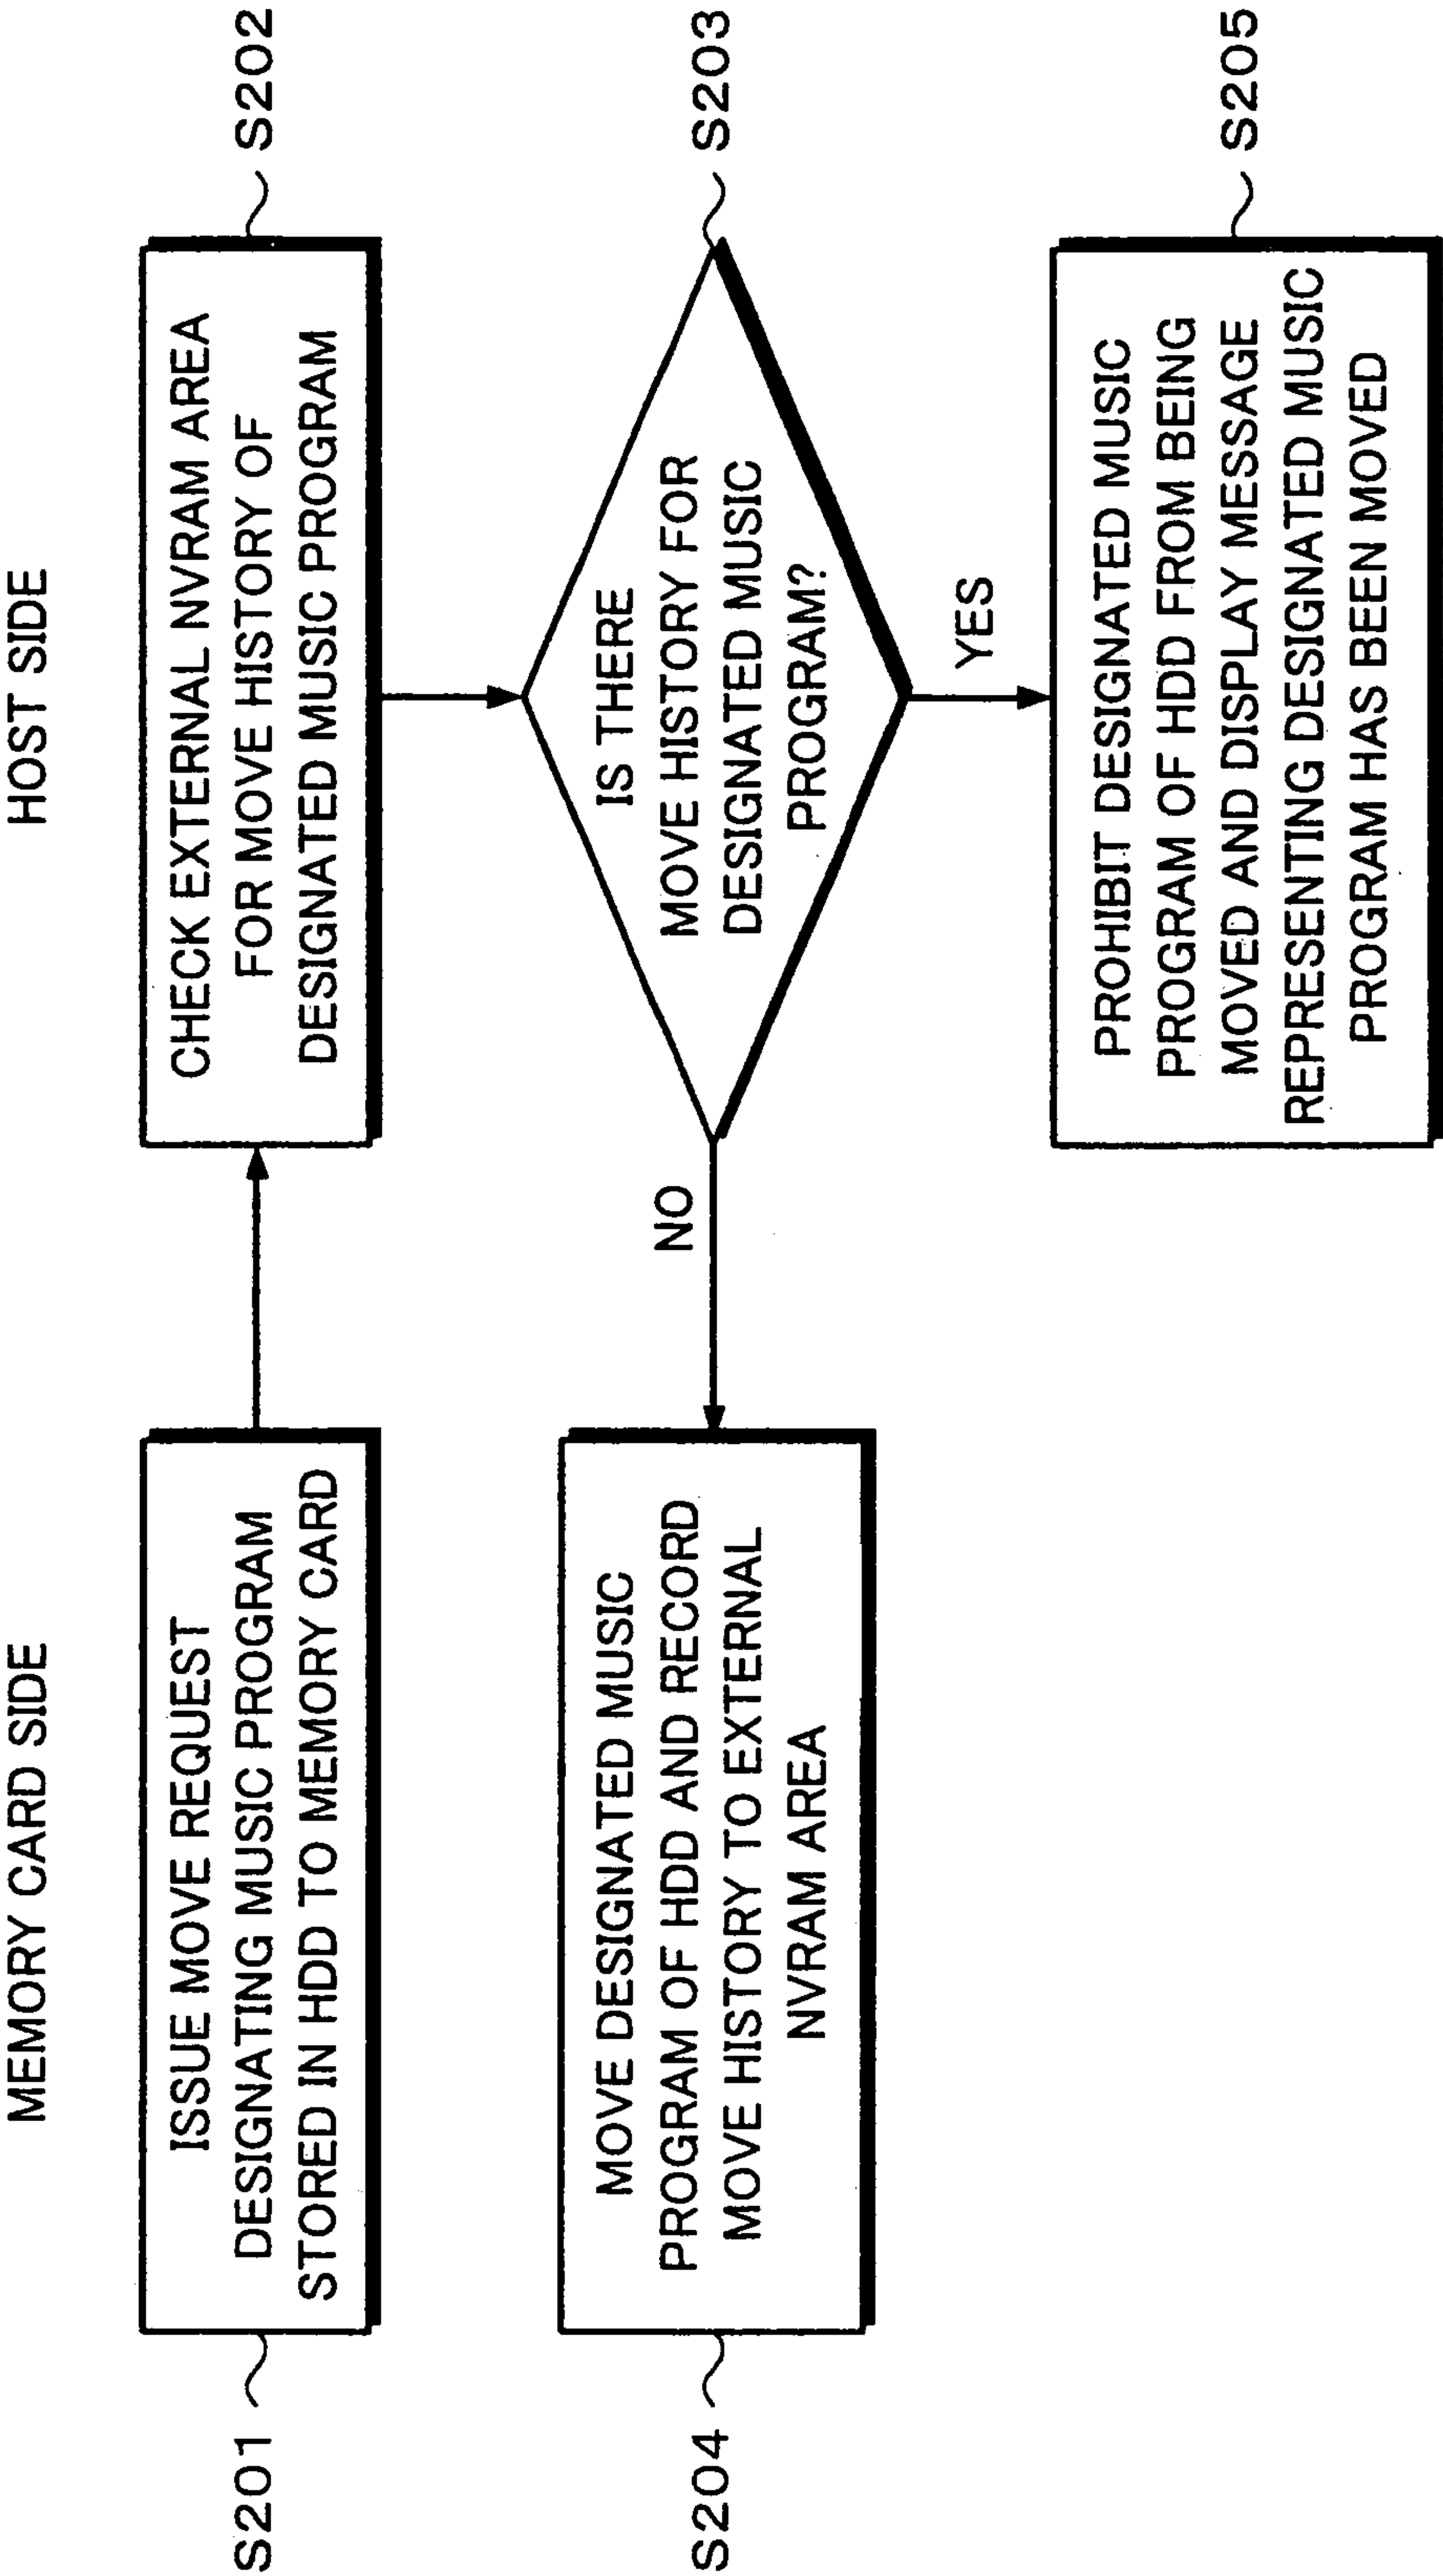 MEMORY CARD SIDE
HOST SIDE
S201
ISSUE MOVE REQUEST
DESIGNATING MUSIC PROGRAM
STORED IN HDD TO MEMORY CARD
CHECK EXTERNAL NVRAM AREA
FOR MOVE HISTORY OF
DESIGNATED MUSIC PROGRAM
S202
IS THERE
MOVE HISTORY FOR
DESIGNATED MUSIC
PROGRAM?
S203
NO
YES
S204
MOVE DESIGNATED MUSIC
PROGRAM OF HDD AND RECORD
MOVE HISTORY TO EXTERNAL
NVRAM AREA
PROHIBIT DESIGNATED MUSIC
PROGRAM OF HDD FROM BEING
MOVED AND DISPLAY MESSAGE
REPRESENTING DESIGNATED MUSIC
PROGRAM HAS BEEN MOVED
S205